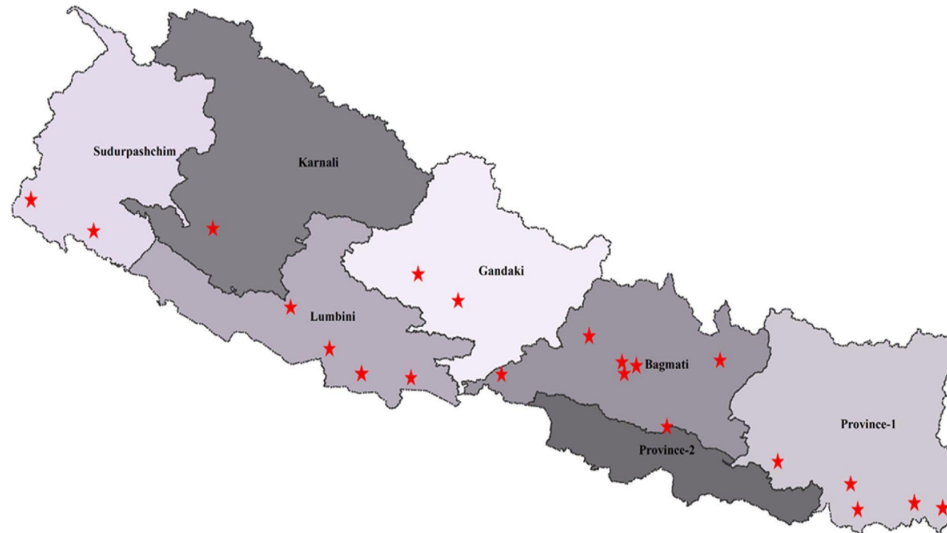 Sudurpashchim
Karnali
Gandaki
Lumbini
Bagmati
Province-1
Province-2